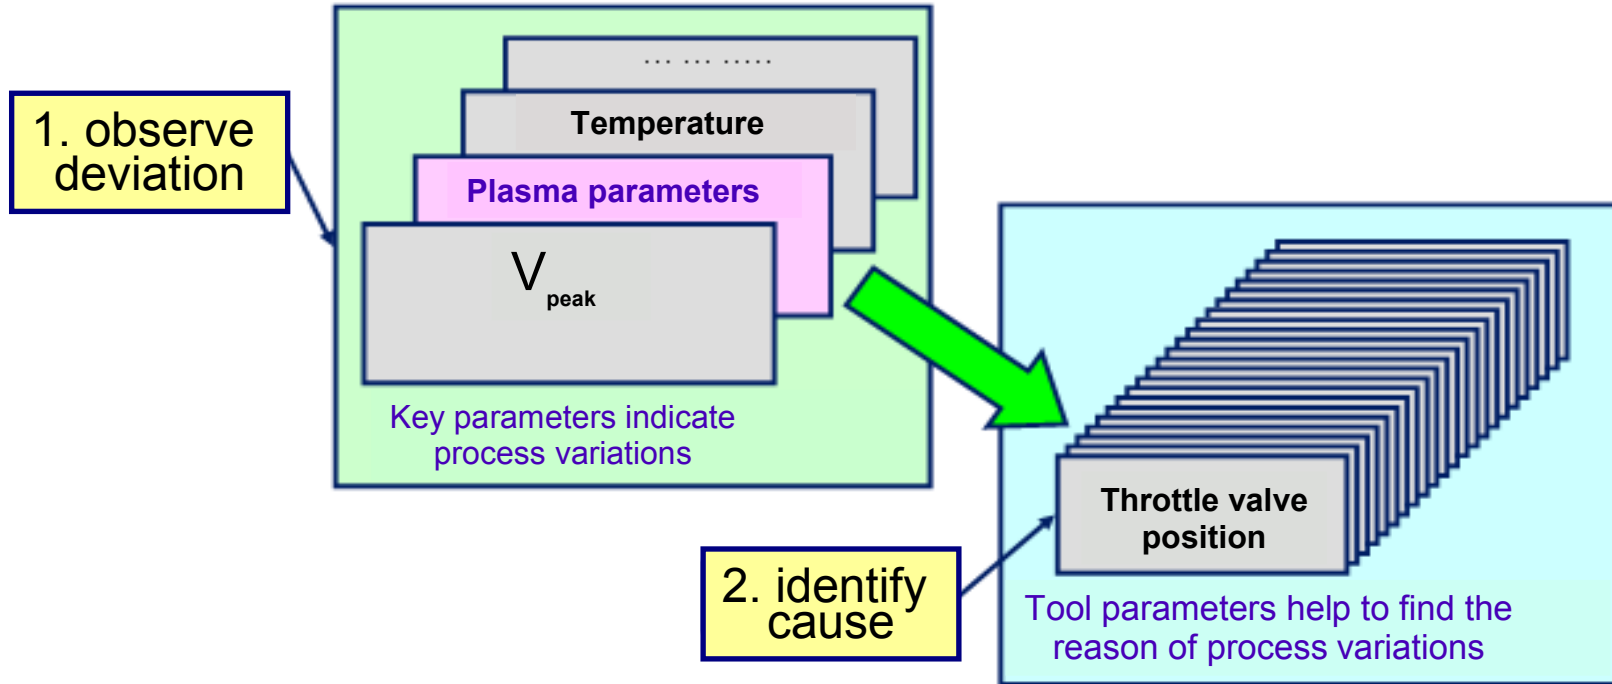 1. observe
deviation
... ... .....
Temperature
Plasma parameters
Vpeak
Key parameters indicate
process variations
Throttle valve
position
2. identify
cause
Tool parameters help to find the
reason of process variations